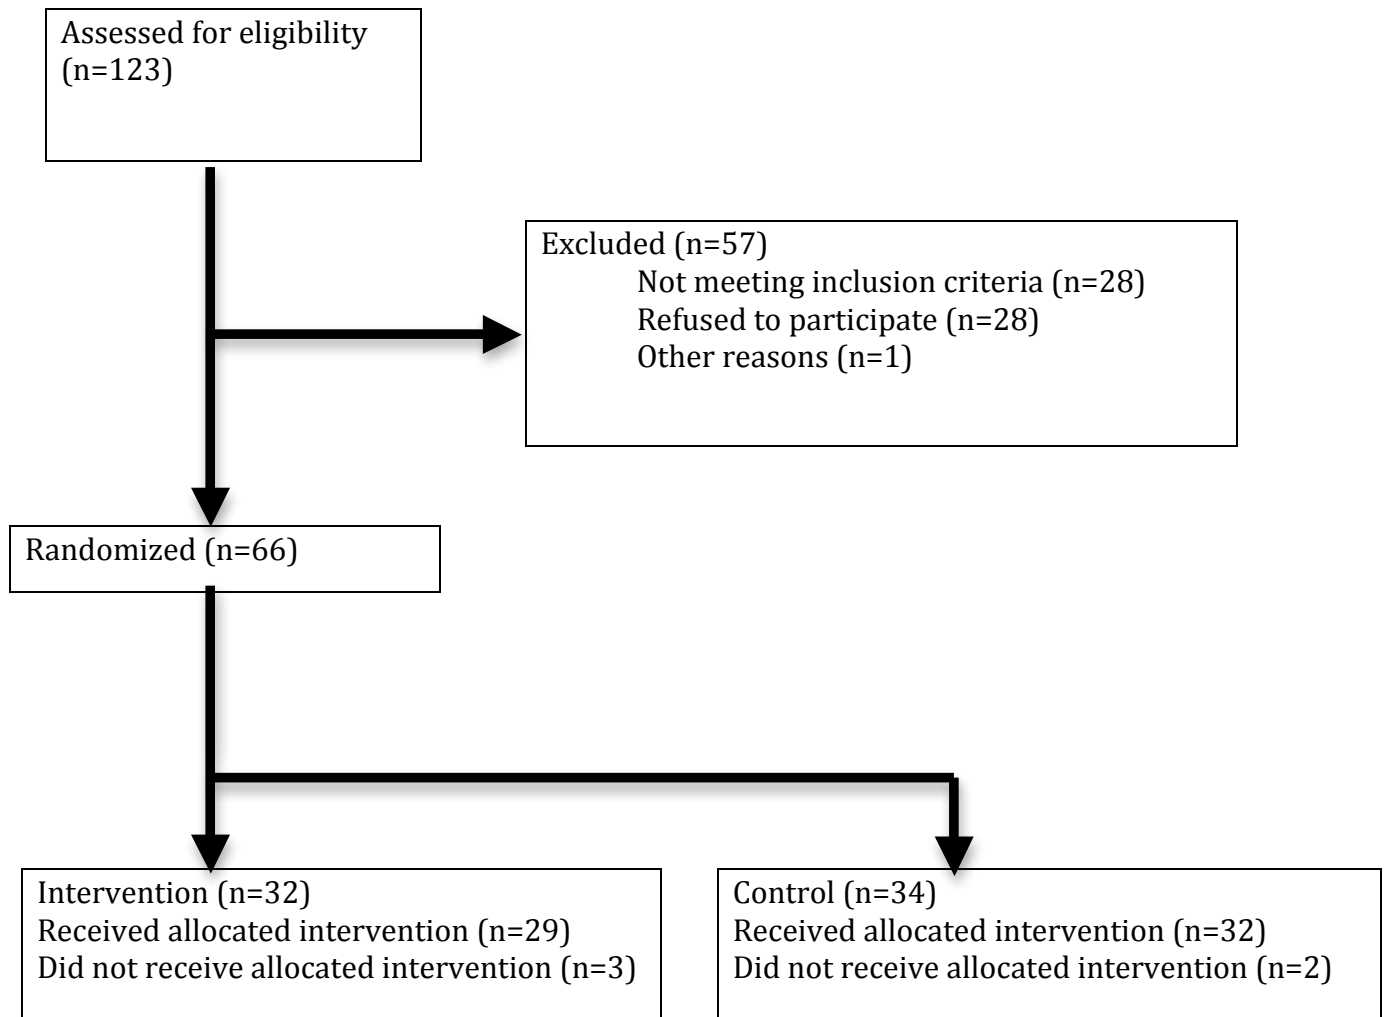 Assessed for eligibility
(n=123)
Excluded (n=57)
Not meeting inclusion criteria (n=28)
Refused to participate (n=28)
Other reasons (n=1)
Randomized (n=66)
Intervention (n=32)
Received allocated intervention (n=29)
Did not receive allocated intervention (n=3)
Control (n=34)
Received allocated intervention (n=32)
Did not receive allocated intervention (n=2)